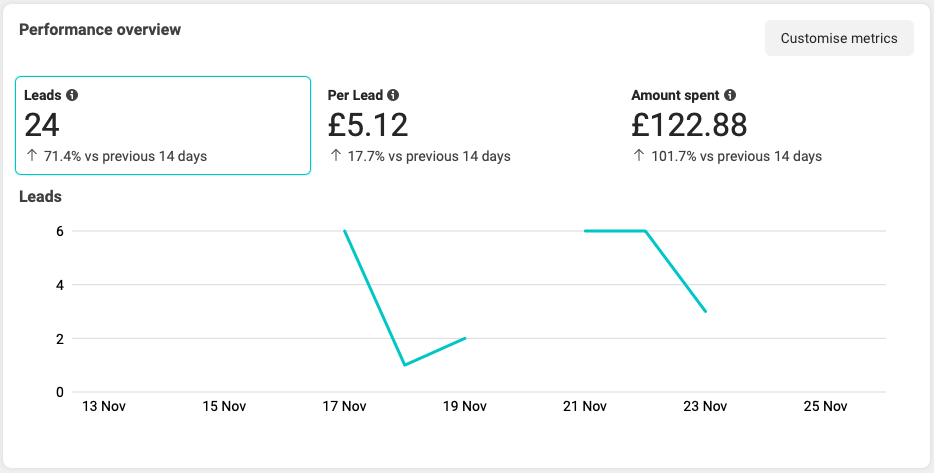 Performance overview
Customise metrics
Leads
24
↑ 71.4% vs previous 14 days
Per Lead
£5.12
↑ 17.7% vs previous 14 days
Amount spent
£122.88
↑ 101.7% vs previous 14 days
Leads
6
4
2
0
13 Nov 15 Nov 17 Nov 19 Nov 21 Nov 23 Nov 25 Nov